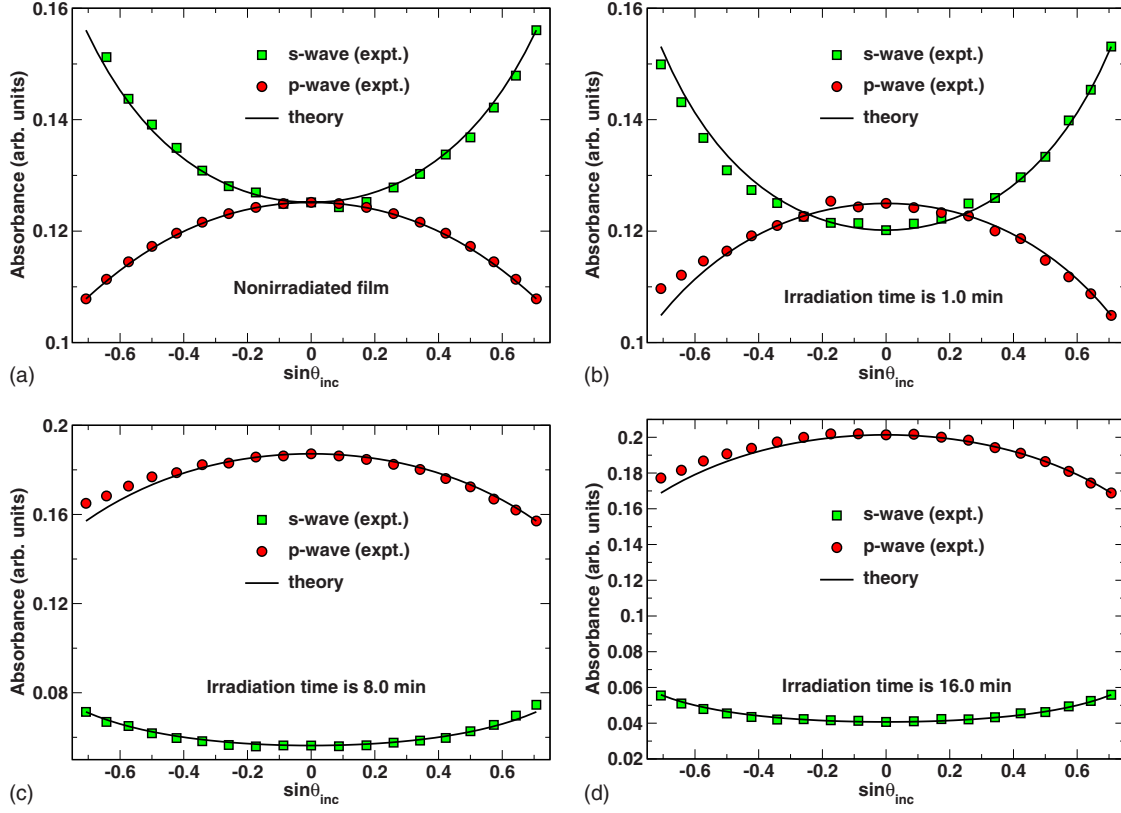 0.16
0.14
0.12
0.1
Absorbance (arb. units)
s-wave (expt.)
p-wave (expt.)
theory
Nonirradiated film
-0.6 -0.4 -0.2 0 0.2 0.4 0.6
sinθinc
(a)
0.16
0.14
0.12
0.1
Absorbance (arb. units)
s-wave (expt.)
p-wave (expt.)
theory
Irradiation time is 1.0 min
-0.6 -0.4 -0.2 0 0.2 0.4 0.6
sinθinc
(b)
0.2
0.16
0.12
0.08
Absorbance (arb. units)
s-wave (expt.)
p-wave (expt.)
theory
Irradiation time is 8.0 min
-0.6 -0.4 -0.2 0 0.2 0.4 0.6
sinθinc
(c)
0.2
0.18
0.16
0.14
0.12
0.1
0.08
0.06
0.04
0.02
Absorbance (arb. units)
s-wave (expt.)
p-wave (expt.)
theory
Irradiation time is 16.0 min
-0.6 -0.4 -0.2 0 0.2 0.4 0.6
sinθinc
(d)